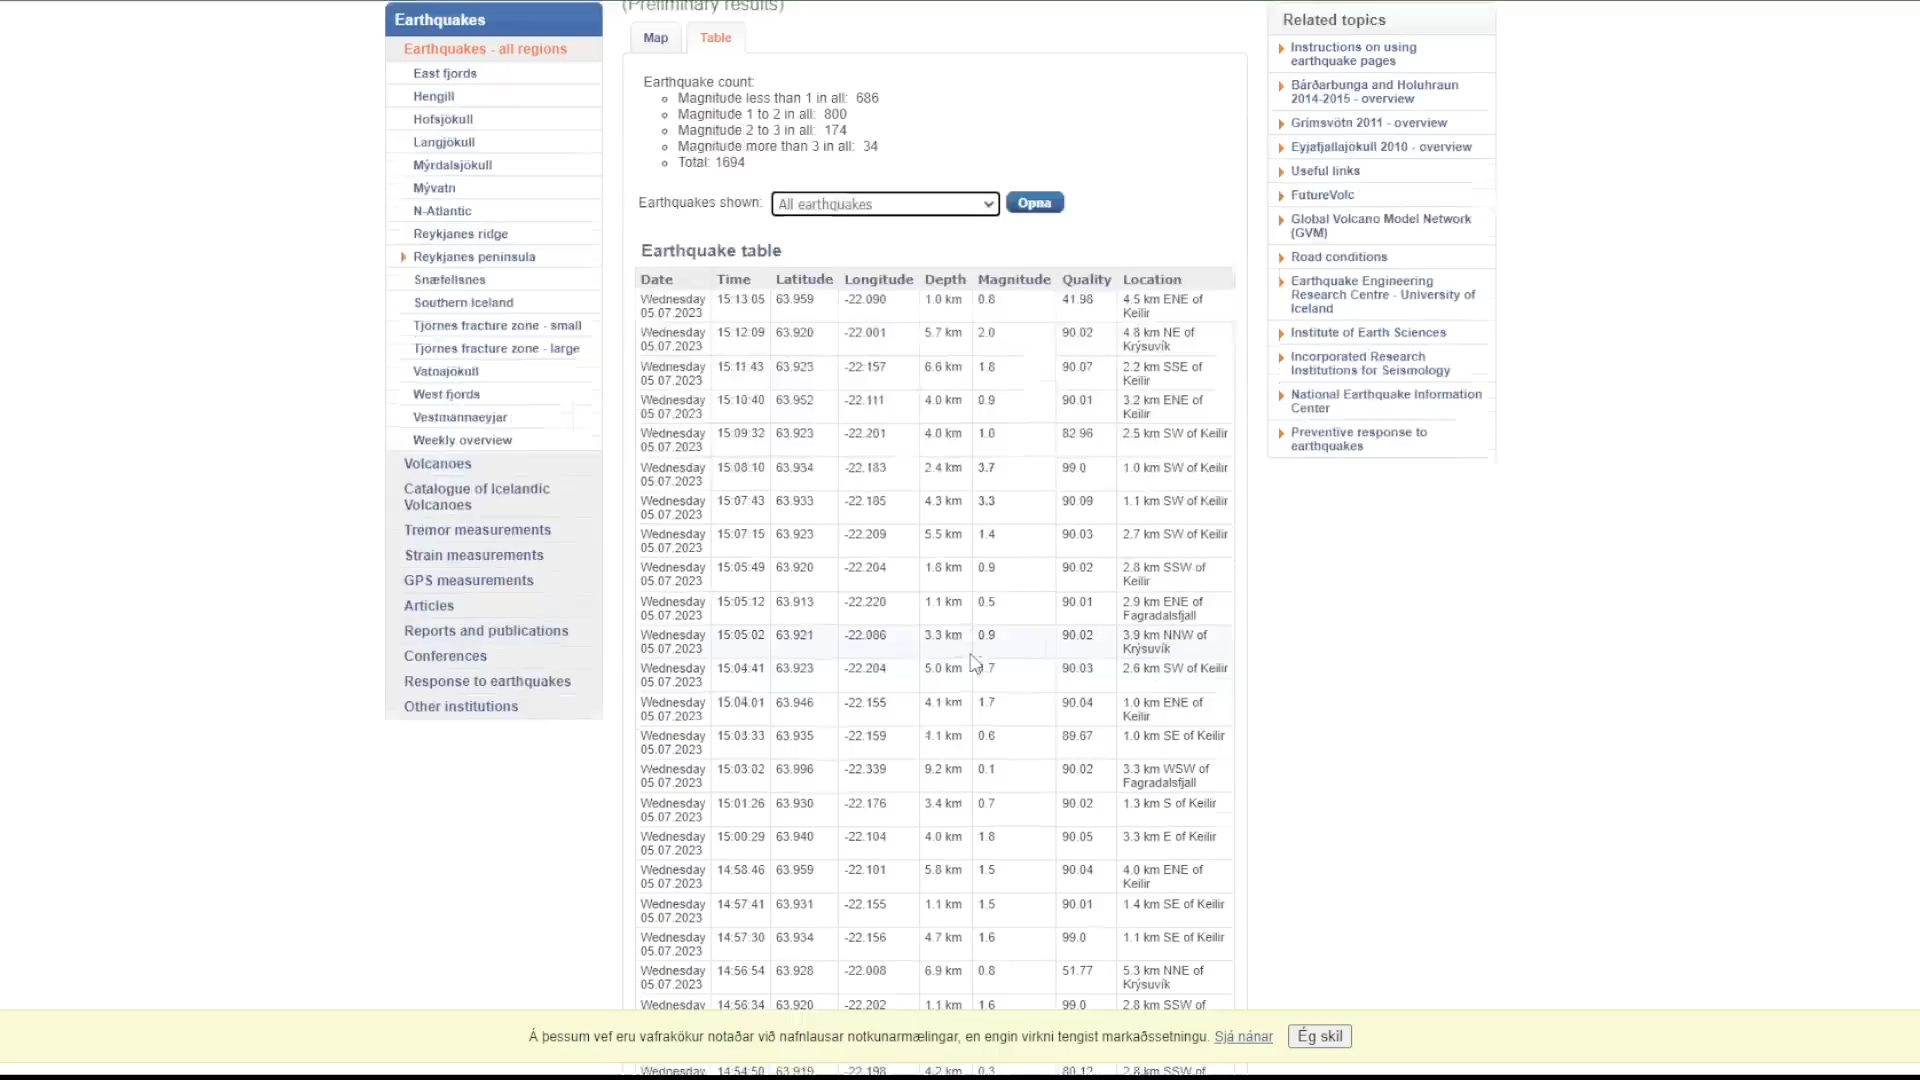 (Preliminary results)
Earthquakes
Earthquakes - all regions
East fjords
Hengill
Hofsjökull
Langjökull
Mýrdalsjökull
Mývatn
N-Atlantic
Reykjanes ridge
Reykjanes peninsula
Snæfellsnes
Southern Iceland
Tjörnes fracture zone - small
Tjörnes fracture zone - large
Vatnajökull
West fjords
Vestmannaeyjar
Weekly overview
Volcanoes
Catalogue of Icelandic
Volcanoes
Tremor measurements
Strain measurements
GPS measurements
Articles
Reports and publications
Conferences
Response to earthquakes
Other institutions
Map Table
Earthquake count:
Magnitude less than 1 in all: 686
Magnitude 1 to 2 in all: 800
Magnitude 2 to 3 in all: 174
Magnitude more than 3 in all: 34
Total: 1694
Earthquakes shown: All earthquakes Opna
Earthquake table
Date Time Latitude Longitude Depth Magnitude Quality Location
Wednesday 15:13:05 63.959 -22.090 1.0 km 0.8 41.98 4.5 km ENE of
05.07.2023 Keilir
Wednesday 15:12:09 63.920 -22.001 5.7 km 2.0 90.02 4.8 km NE of
05.07.2023 Krýsuvík
Wednesday 15:11:43 63.923 -22.157 6.6 km 1.8 90.07 2.2 km SSE of
05.07.2023 Keilir
Wednesday 15:10:40 63.952 -22.111 4.0 km 0.9 90.01 3.2 km ENE of
05.07.2023 Keilir
Wednesday 15:09:32 63.923 -22.201 4.0 km 1.0 82.96 2.5 km SW of Keilir
05.07.2023
Wednesday 15:08:10 63.934 -22.183 2.4 km 3.7 99.0 1.0 km SW of Keilir
05.07.2023
Wednesday 15:07:43 63.933 -22.185 4.3 km 3.3 90.09 1.1 km SW of Keilir
05.07.2023
Wednesday 15:07:15 63.923 -22.209 5.5 km 1.4 90.03 2.7 km SW of Keilir
05.07.2023
Wednesday 15:05:49 63.920 -22.204 1.8 km 0.9 90.02 2.8 km SSW of
05.07.2023 Keilir
Wednesday 15:05:12 63.913 -22.220 1.1 km 0.5 90.01 2.9 km ENE of
05.07.2023 Fagradalsfjall
Wednesday 15:05:02 63.921 -22.086 3.3 km 0.9 90.02 3.9 km NNW of
05.07.2023 Krýsuvík
Wednesday 15:04:41 63.923 -22.204 5.0 km 90.03 2.6 km SW of Keilir
05.07.2023
Wednesday 15:04:01 63.946 -22.155 4.1 km 1.7 90.04 1.0 km ENE of
05.07.2023 Keilir
Wednesday 15:03:33 63.935 -22.159 4.1 km 0.6 89.67 1.0 km SE of Keilir
05.07.2023
Wednesday 15:03:02 63.996 -22.339 9.2 km 0.1 90.02 3.3 km WSW of
05.07.2023 Fagradalsfjall
Wednesday 15:01:26 63.930 -22.176 3.4 km 0.7 90.02 1.3 km S of Keilir
05.07.2023
Wednesday 15:00:29 63.940 -22.104 4.0 km 1.8 90.05 3.3 km E of Keilir
05.07.2023
Wednesday 14:58:46 63.959 -22.101 5.8 km 1.5 90.04 4.0 km ENE of
05.07.2023 Keilir
Wednesday 14:57:41 63.931 -22.155 1.1 km 1.5 90.01 1.4 km SE of Keilir
05.07.2023
Wednesday 14:57:30 63.934 -22.156 4.7 km 1.6 99.0 1.1 km SE of Keilir
05.07.2023
Wednesday 14:56:54 63.928 -22.008 6.9 km 0.8 51.77 5.3 km NNE of
05.07.2023 Krýsuvík
Wednesday 14:56:34 63.920 -22.202 1.1 km 1.6 99.0 2.8 km SSW of
Á þessum vef eru vafrakökur notaðar við nafnlausar notkunarmælingar, en engin virkni tengist markaðssetningu. Sjá nánar Ég skil
Wednesday 14:54:50 63.919 -22.198 4.2 km 0.3 80.12 2.8 km SSW of
Related topics
Instructions on using
earthquake pages
Bárðarbunga and Holuhraun
2014-2015 - overview
Grímsvötn 2011 - overview
Eyjafjallajökull 2010 - overview
Useful links
FutureVolc
Global Volcano Model Network
(GVM)
Road conditions
Earthquake Engineering
Research Centre - University of
Iceland
Institute of Earth Sciences
Incorporated Research
Institutions for Seismology
National Earthquake Information
Center
Preventive response to
earthquakes